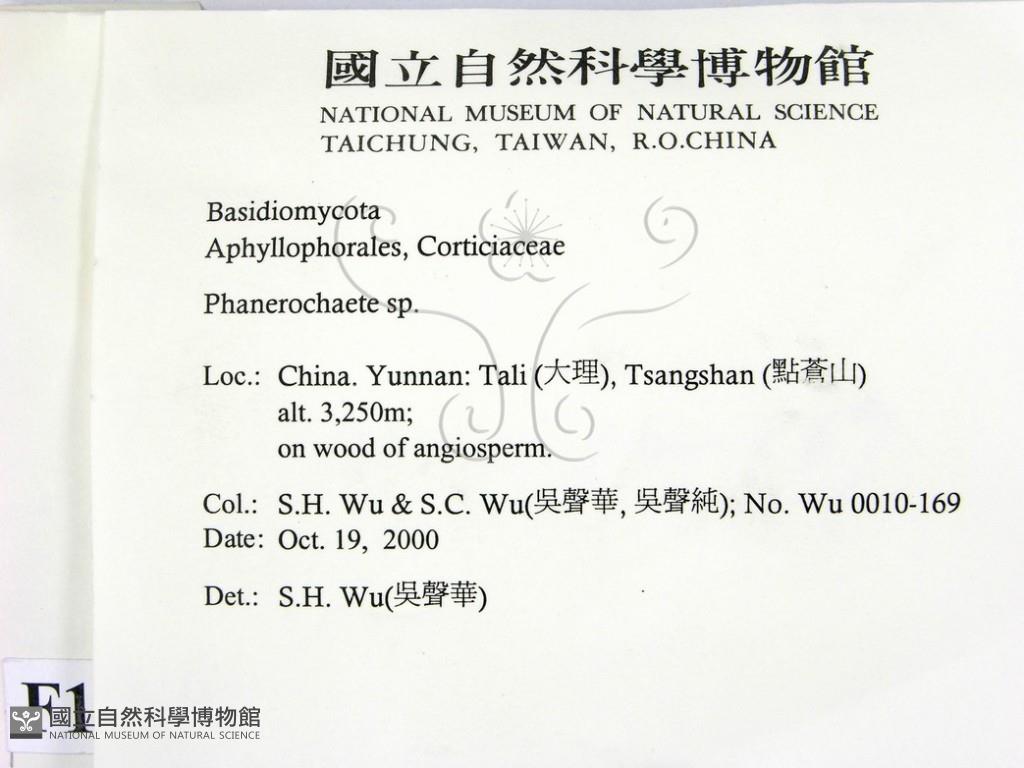 國立自然科學博物館
NATIONAL MUSEUM OF NATURAL SCIENCE
TAICHUNG, TAIWAN, R.O.CHINA
Basidiomycota
Aphyllophorales, Corticiaceae
Phanerochaete sp.
Loc.: China. Yunnan: Tali (大理), Tsangshan (點蒼山)
alt. 3,250m;
on wood of angiosperm.
Col.: S.H. Wu & S.C. Wu(吳聲華, 吳聲純); No. Wu 0010-169
Date: Oct. 19, 2000
Det.: S.H. Wu(吳聲華)
F1
國立自然科學博物館
NATIONAL MUSEUM OF NATURAL SCIENCE